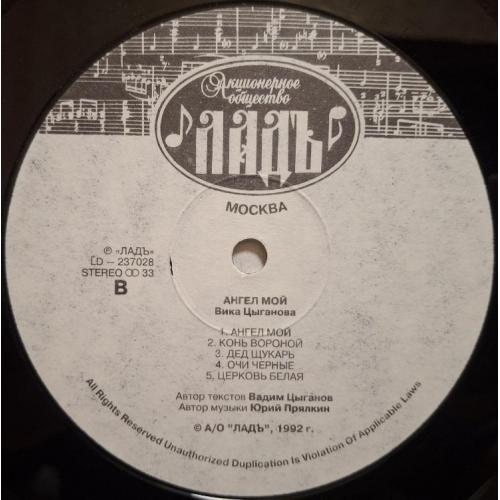 Акционерное
общество
ЛАДЪ
МОСКВА
℗ «ЛАДЪ»
LD – 237028
STEREO ꝏ 33
B
АНГЕЛ МОЙ
Вика Цыганова
1. АНГЕЛ МОЙ
2. КОНЬ ВОРОНОЙ
3. ДЕД ЩУКАРЬ
4. ОЧИ ЧЕРНЫЕ
5. ЦЕРКОВЬ БЕЛАЯ
Автор текстов Вадим Цыганов
Автор музыки Юрий Прялкин
© А/О "ЛАДЪ", 1992 г.
All Rights Reserved Unauthorized Duplication Is Violation Of Applicable Laws